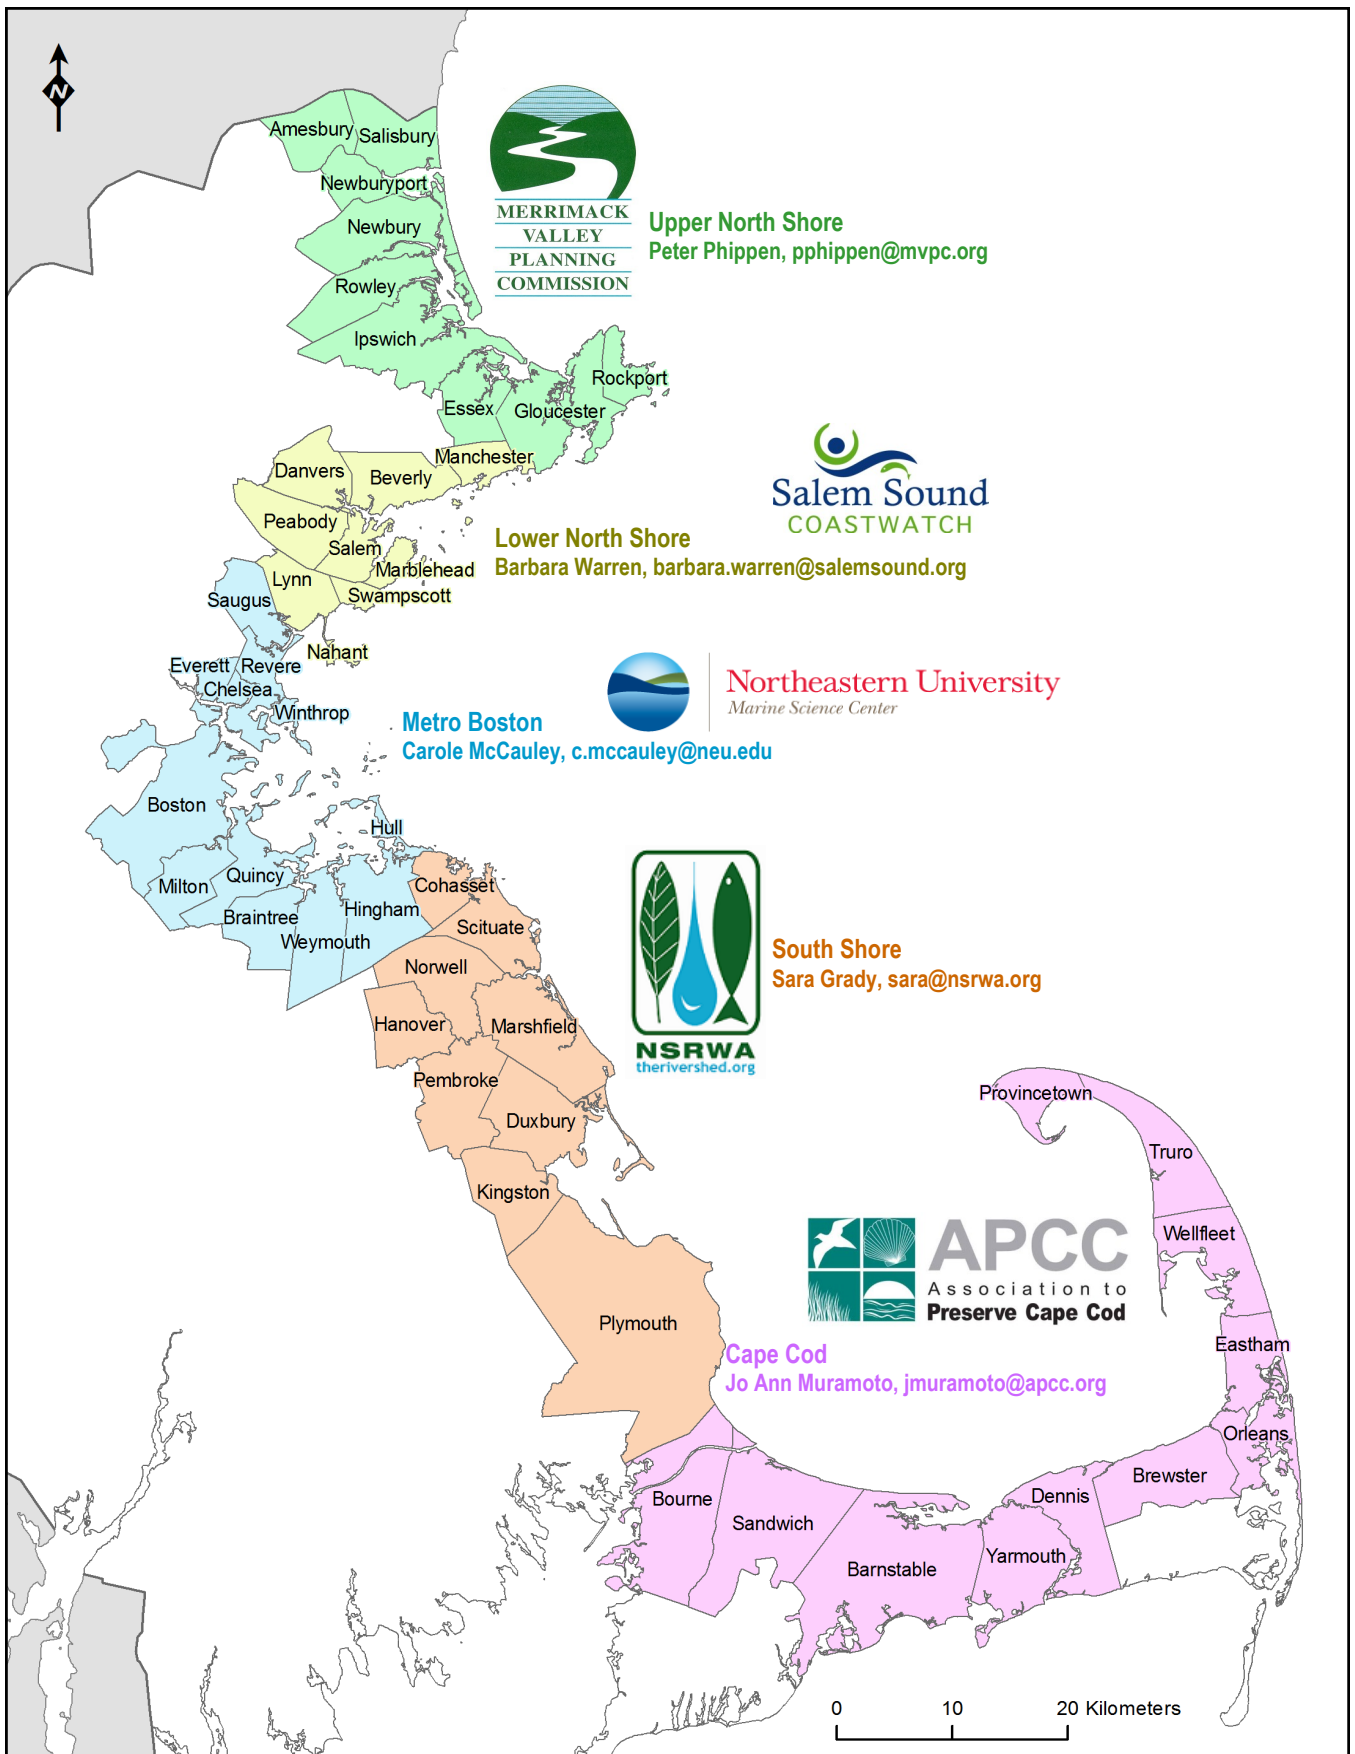 N
Amesbury
Salisbury
Newburyport
Newbury
Rowley
Ipswich
Rockport
Essex
Gloucester
MERRIMACK
VALLEY
PLANNING
COMMISSION
Upper North Shore
Peter Phippen, pphippen@mvpc.org
Manchester
Danvers
Beverly
Peabody
Salem
Marblehead
Lynn
Swampscott
Nahant
Salem Sound
COASTWATCH
Lower North Shore
Barbara Warren, barbara.warren@salemsound.org
Saugus
Everett
Revere
Chelsea
Winthrop
Boston
Hull
Milton
Quincy
Braintree
Hingham
Weymouth
Northeastern University
Marine Science Center
Metro Boston
Carole McCauley, c.mccauley@neu.edu
Cohasset
Scituate
Norwell
Hanover
Marshfield
Pembroke
Duxbury
Kingston
Plymouth
NSRWA
therivershed.org
South Shore
Sara Grady, sara@nsrwa.org
Provincetown
Truro
Wellfleet
Eastham
Orleans
Brewster
Dennis
Yarmouth
Barnstable
Sandwich
Bourne
APCC
Association to
Preserve Cape Cod
Cape Cod
Jo Ann Muramoto, jmuramoto@apcc.org
0 10 20 Kilometers